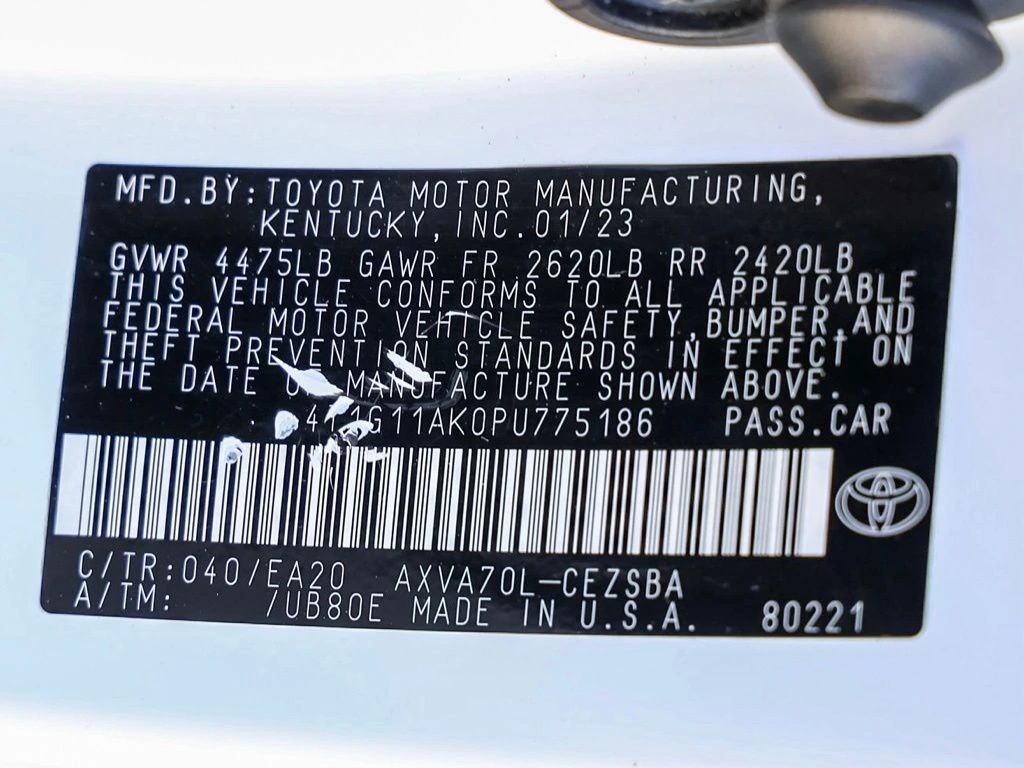 MFD.BY:TOYOTA MOTOR MANUFACTURING,
KENTUCKY,INC.01/23
GVWR 4475LB GAWR FR 2620LB RR 2420LB
THIS VEHICLE CONFORMS TO ALL APPLICABLE
FEDERAL MOTOR VEHICLE SAFETY,BUMPER,AND
THEFT PREVENTION STANDARDS IN EFFECT ON
THE DATE OF MANUFACTURE SHOWN ABOVE.
4T1G11AK0PU775186 PASS.CAR
C/TR:040/EA20 AXVA70L-CEZSBA
A/TM: /UB80E MADE IN U.S.A. 80221